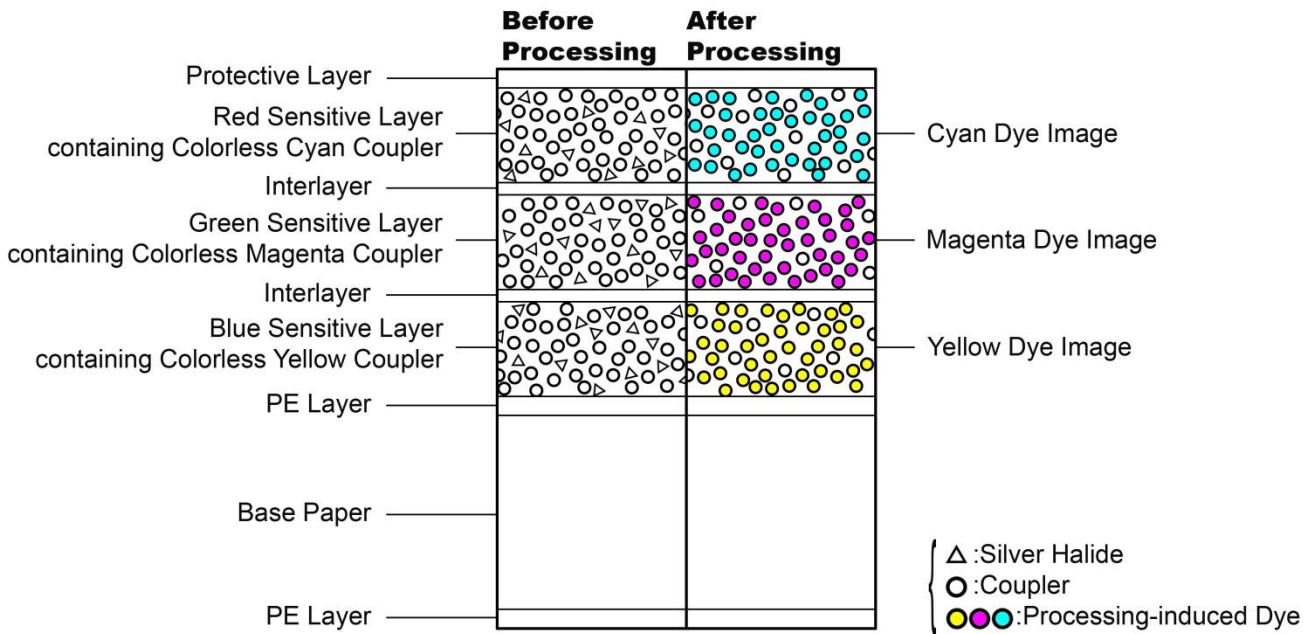 Before
Processing
After
Processing
Protective Layer
Red Sensitive Layer
containing Colorless Cyan Coupler
Cyan Dye Image
Interlayer
Green Sensitive Layer
containing Colorless Magenta Coupler
Magenta Dye Image
Interlayer
Blue Sensitive Layer
containing Colorless Yellow Coupler
Yellow Dye Image
PE Layer
Base Paper
PE Layer
:Silver Halide
:Coupler
:Processing-induced Dye